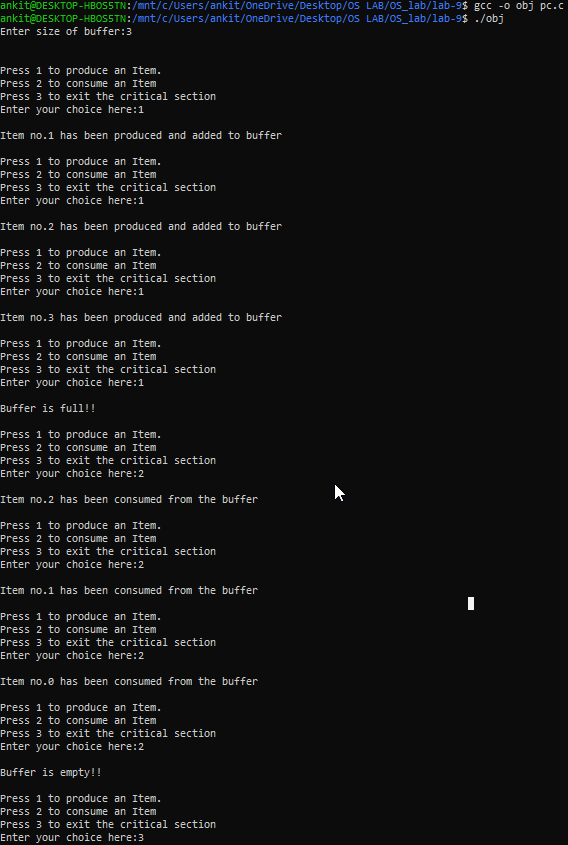 ankit@DESKTOP-HBOS5TN:/mnt/c/Users/ankit/OneDrive/Desktop/OS LAB/OS_lab/lab-9$ gcc -o obj pc.c
ankit@DESKTOP-HBOS5TN:/mnt/c/Users/ankit/OneDrive/Desktop/OS LAB/OS_lab/lab-9$ ./obj
Enter size of buffer:3
Press 1 to produce an Item.
Press 2 to consume an Item
Press 3 to exit the critical section
Enter your choice here:1
Item no.1 has been produced and added to buffer
Press 1 to produce an Item.
Press 2 to consume an Item
Press 3 to exit the critical section
Enter your choice here:1
Item no.2 has been produced and added to buffer
Press 1 to produce an Item.
Press 2 to consume an Item
Press 3 to exit the critical section
Enter your choice here:1
Item no.3 has been produced and added to buffer
Press 1 to produce an Item.
Press 2 to consume an Item
Press 3 to exit the critical section
Enter your choice here:1
Buffer is full!!
Press 1 to produce an Item.
Press 2 to consume an Item
Press 3 to exit the critical section
Enter your choice here:2
Item no.2 has been consumed from the buffer
Press 1 to produce an Item.
Press 2 to consume an Item
Press 3 to exit the critical section
Enter your choice here:2
Item no.1 has been consumed from the buffer
Press 1 to produce an Item.
Press 2 to consume an Item
Press 3 to exit the critical section
Enter your choice here:2
Item no.0 has been consumed from the buffer
Press 1 to produce an Item.
Press 2 to consume an Item
Press 3 to exit the critical section
Enter your choice here:2
Buffer is empty!!
Press 1 to produce an Item.
Press 2 to consume an Item
Press 3 to exit the critical section
Enter your choice here:3